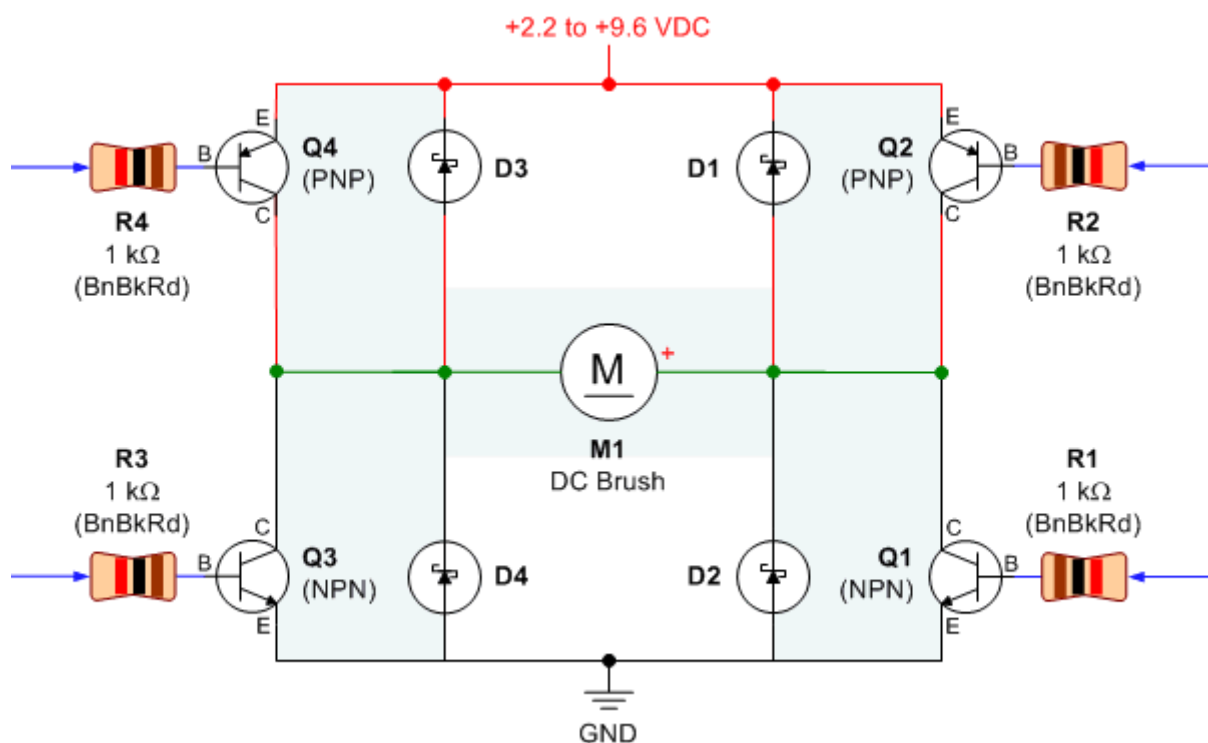 +2.2 to +9.6 VDC
E
B
C
Q4
(PNP)
D3
D1
Q2
(PNP)
E
B
C
R4
1 kΩ
(BnBkRd)
R2
1 kΩ
(BnBkRd)
M
+
M1
DC Brush
R3
1 kΩ
(BnBkRd)
R1
1 kΩ
(BnBkRd)
C
B
E
Q3
(NPN)
D4
D2
Q1
(NPN)
C
B
E
GND